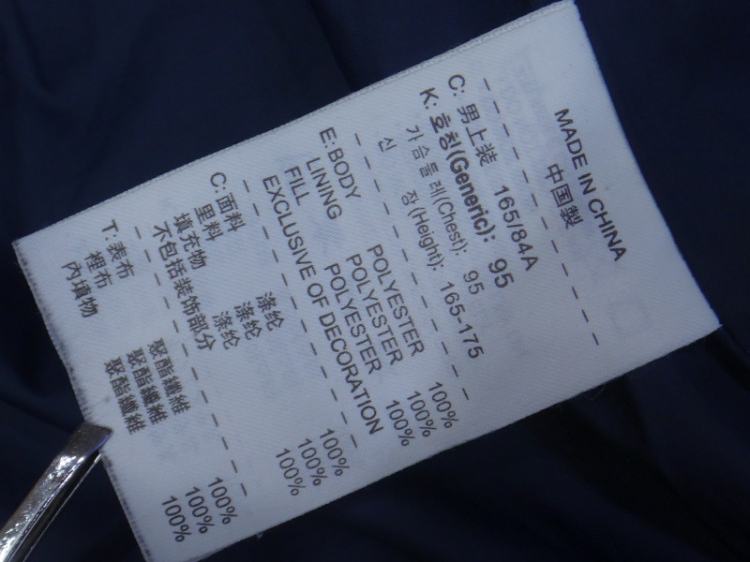 MADE IN CHINA
中国製
C: 男上装 165/84A
K: 호칭(Generic): 95
가슴둘레(Chest): 95
신 장(Height): 165-175
E: BODY POLYESTER 100%
LINING POLYESTER 100%
FILL POLYESTER 100%
EXCLUSIVE OF DECORATION
C: 面料 涤纶 100%
里料 涤纶 100%
填充物 涤纶 100%
不包括装饰部分
T: 表布 聚酯纖維 100%
裡布 聚酯纖維 100%
內填物 聚酯纖維 100%